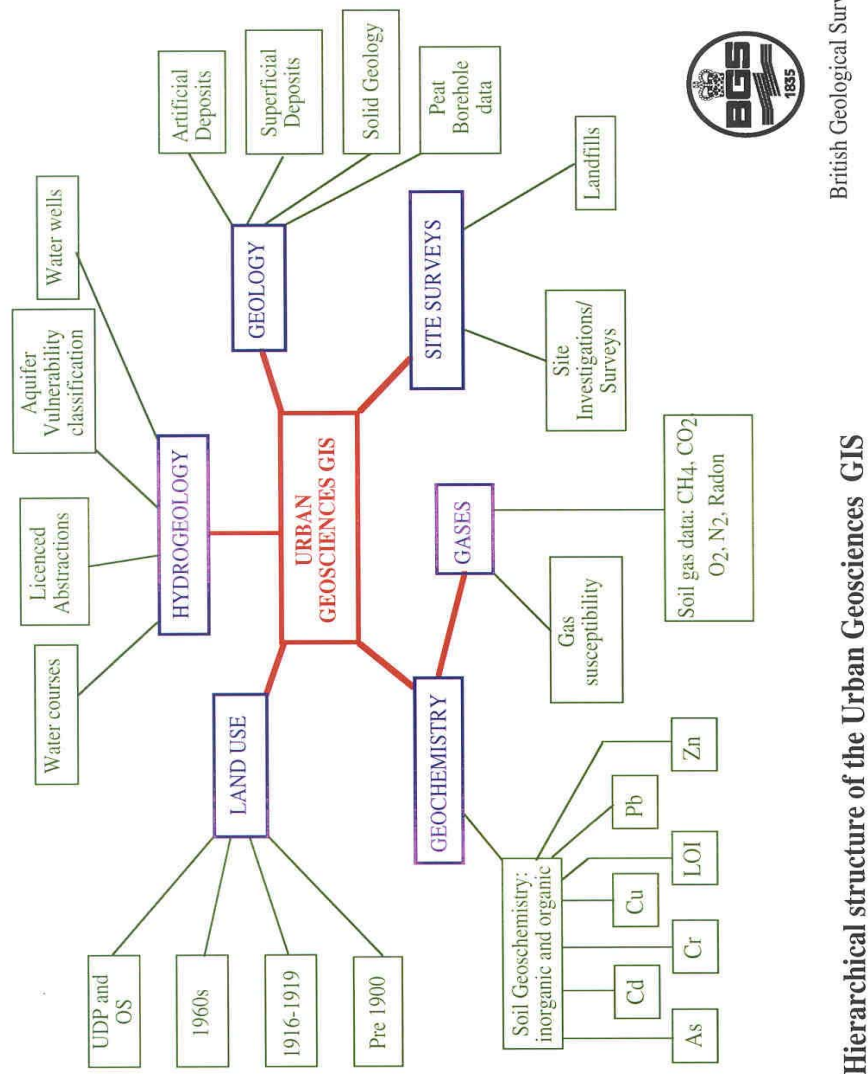 Water courses
Licenced
Abstractions
Aquifer
Vulnerability
classification
Water wells
HYDROGEOLOGY
UDP and
OS
1960s
1916-1919
Pre 1900
LAND USE
URBAN
GEOSCIENCES GIS
GEOLOGY
Artificial
Deposits
Superficial
Deposits
Solid Geology
Peat
Borehole
data
GEOCHEMISTRY
GASES
SITE SURVEYS
Soil Geoschemistry:
inorganic and organic
As
Cd
Cr
Cu
LOI
Pb
Zn
Gas
susceptibility
Soil gas data: CH4, CO2,
O2, N2, Radon
Site
Investigations/
Surveys
Landfills
BGS
1835
Hierarchical structure of the Urban Geosciences GIS
British Geological